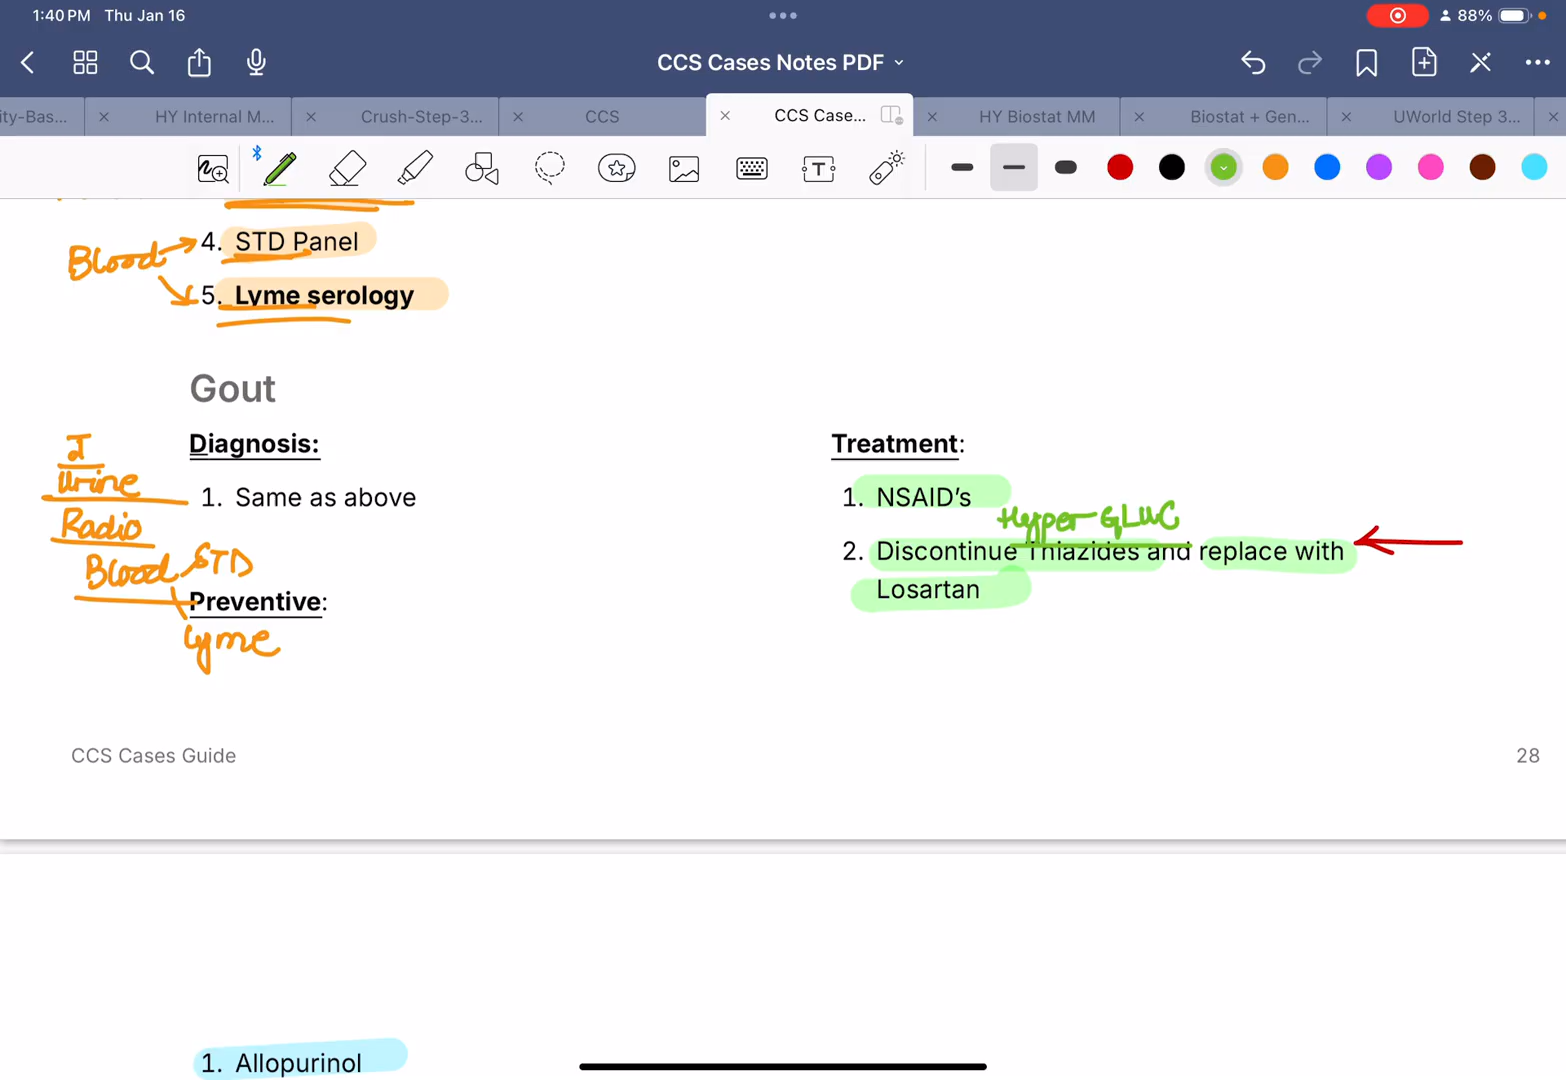 1:40 PM Thu Jan 16
88%
CCS Cases Notes PDF
ity-Bas...
HY Internal M...
Crush-Step-3...
CCS
CCS Case...
HY Biostat MM
Biostat + Gen...
UWorld Step 3...
Blood
4. STD Panel
5. Lyme serology
Gout
Diagnosis:
1. Same as above
Urine
Radio
Blood
STD
Lyme
Preventive:
Treatment:
1. NSAID's
Hyper GLUC
2. Discontinue Thiazides and replace with
Losartan
CCS Cases Guide
28
1. Allopurinol